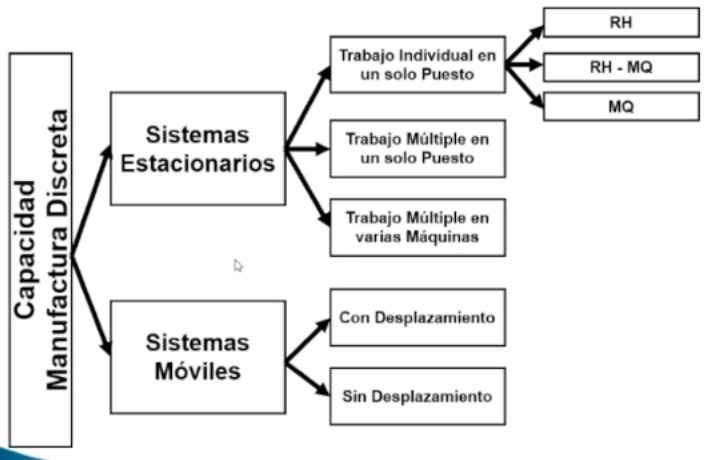 Capacidad
Manufactura Discreta
Sistemas
Estacionarios
Trabajo Individual en
un solo Puesto
RH
RH - MQ
MQ
Trabajo Múltiple en
un solo Puesto
Trabajo Múltiple en
varias Máquinas
Sistemas
Móviles
Con Desplazamiento
Sin Desplazamiento